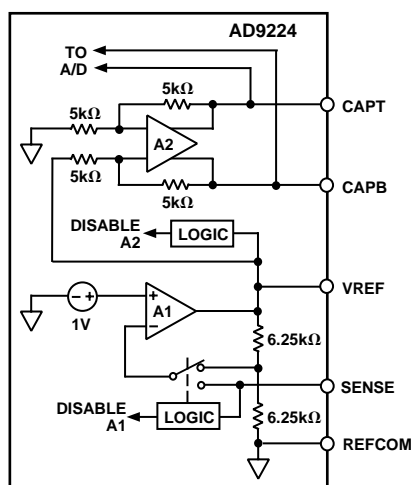 AD9224
TO
A/D
5kΩ
5kΩ
CAPT
A2
5kΩ
5kΩ
CAPB
DISABLE
A2
LOGIC
VREF
A1
1V
6.25kΩ
SENSE
DISABLE
A1
LOGIC
6.25kΩ
REFCOM